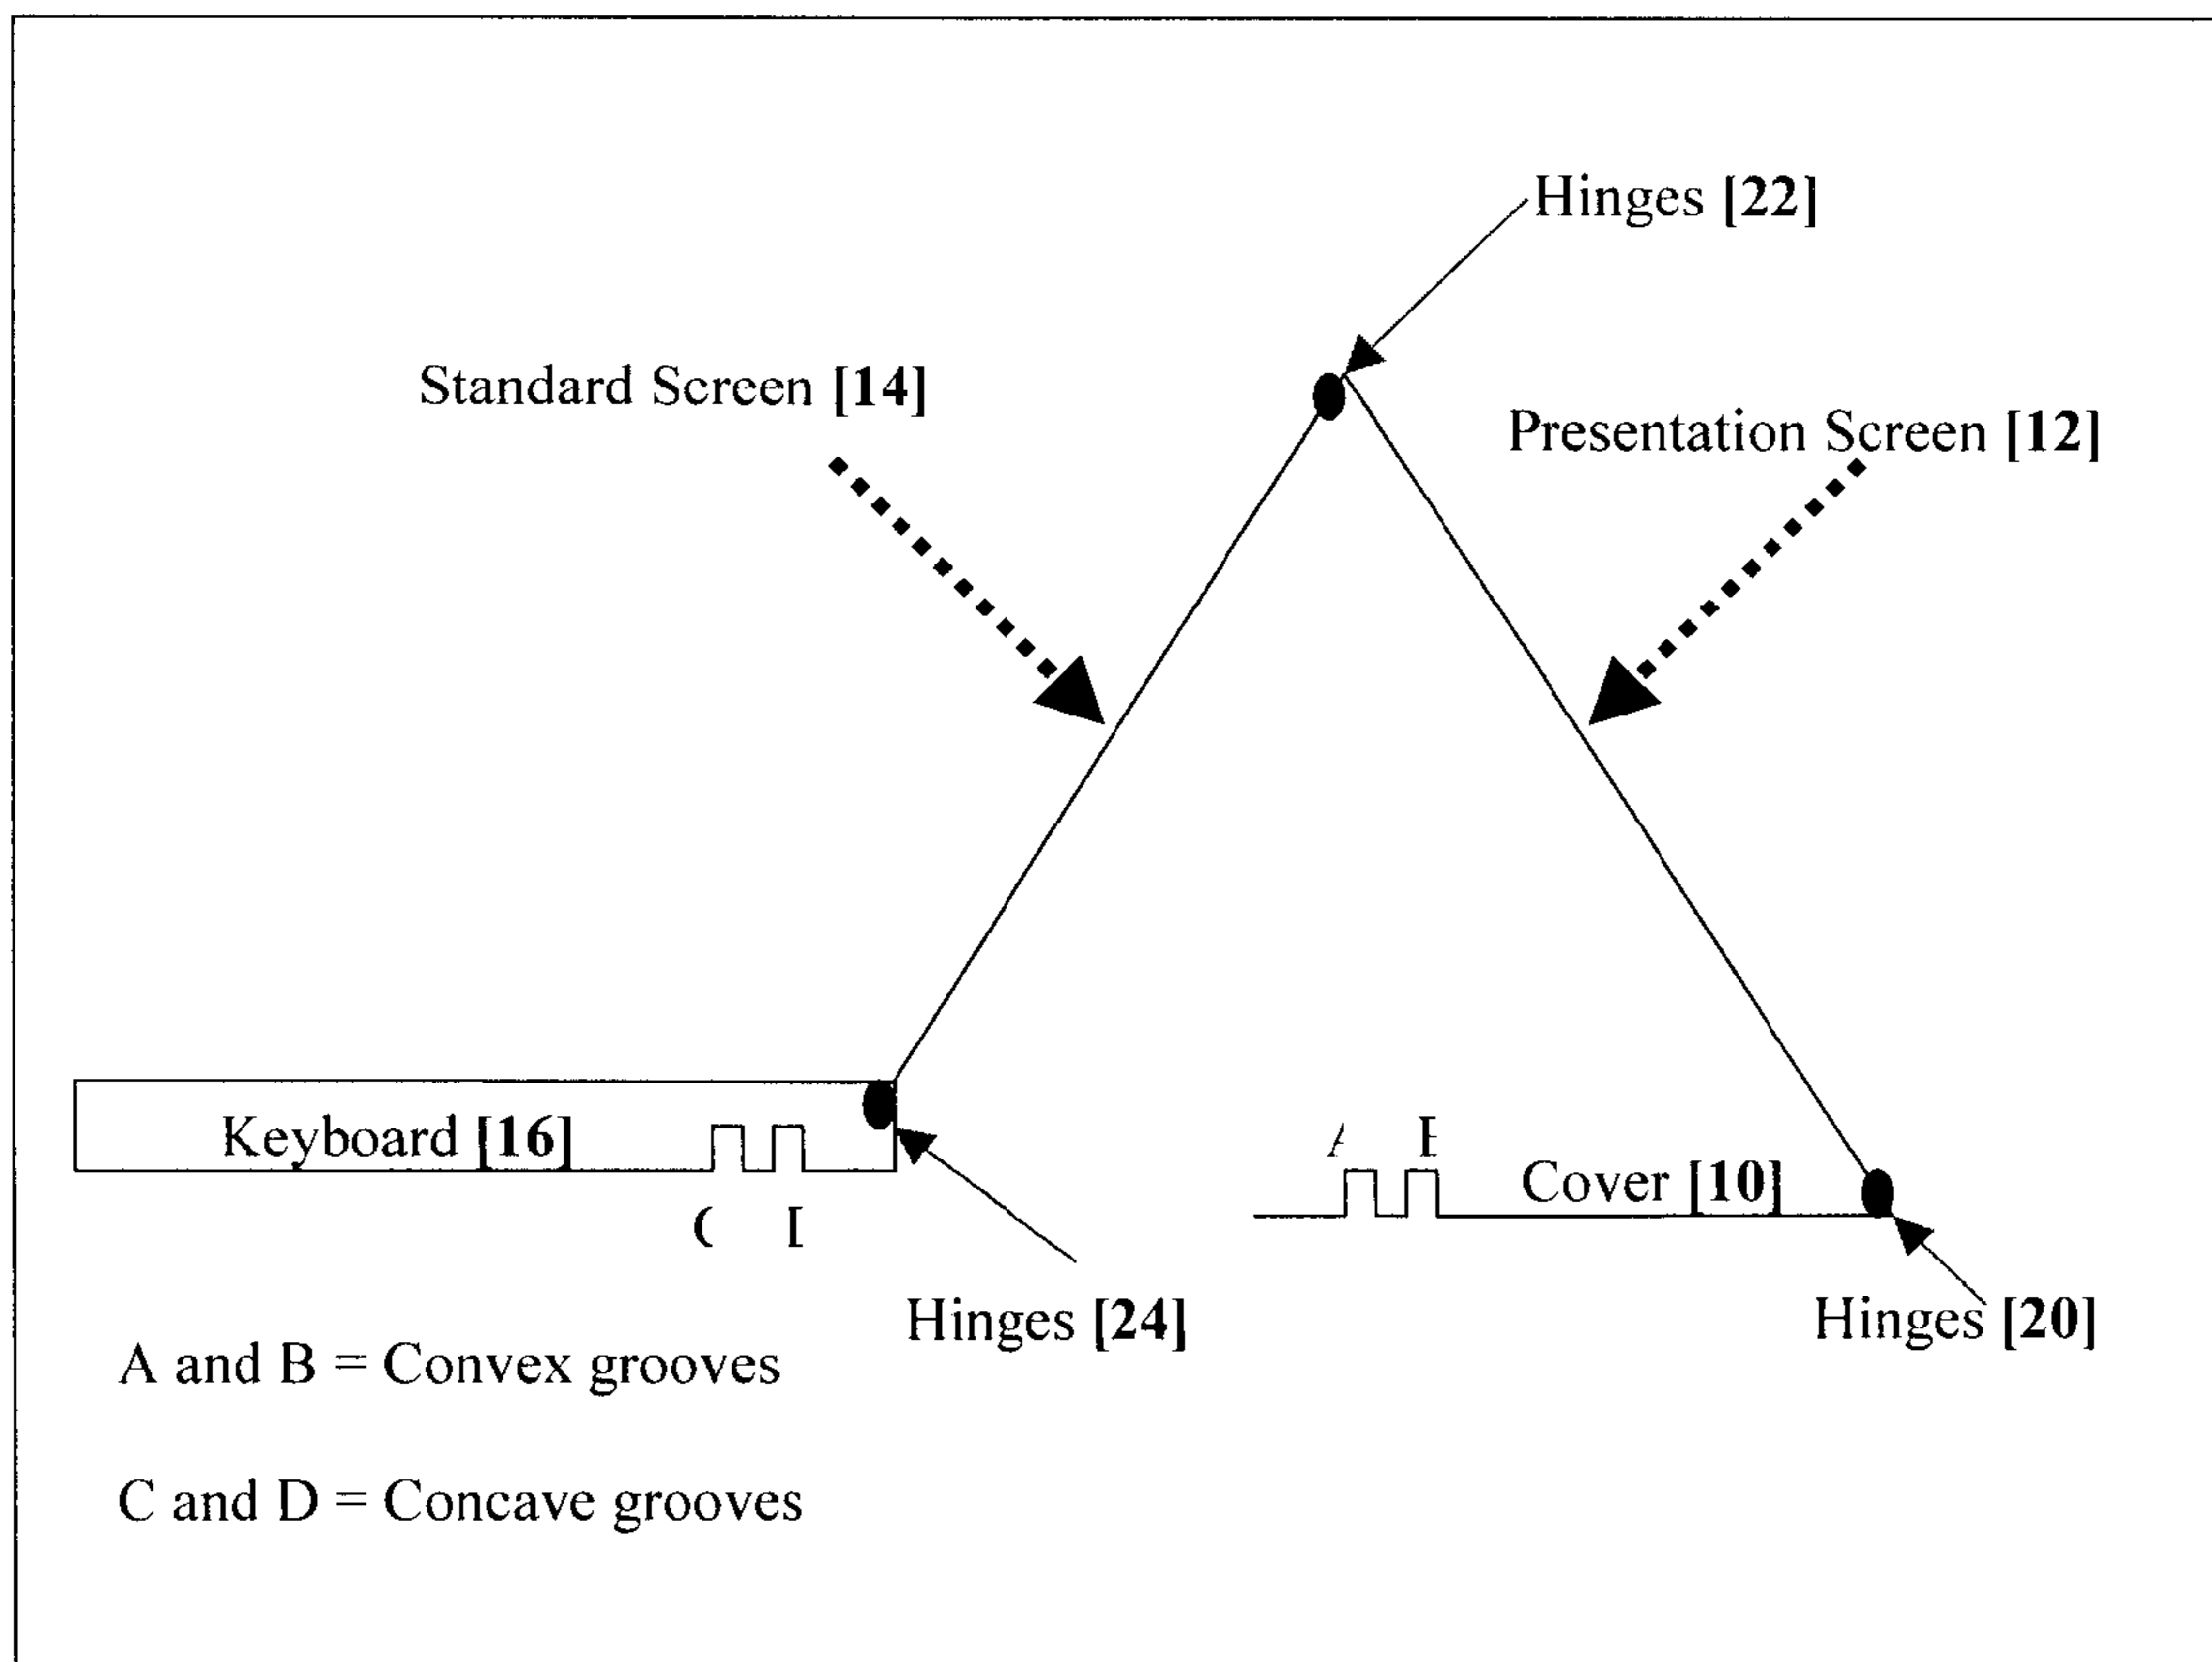 Hinges [22]
Standard Screen [14]
Presentation Screen [12]
Keyboard [16]
Cover [10]
Hinges [24]
Hinges [20]
A and B = Convex grooves
C and D = Concave grooves